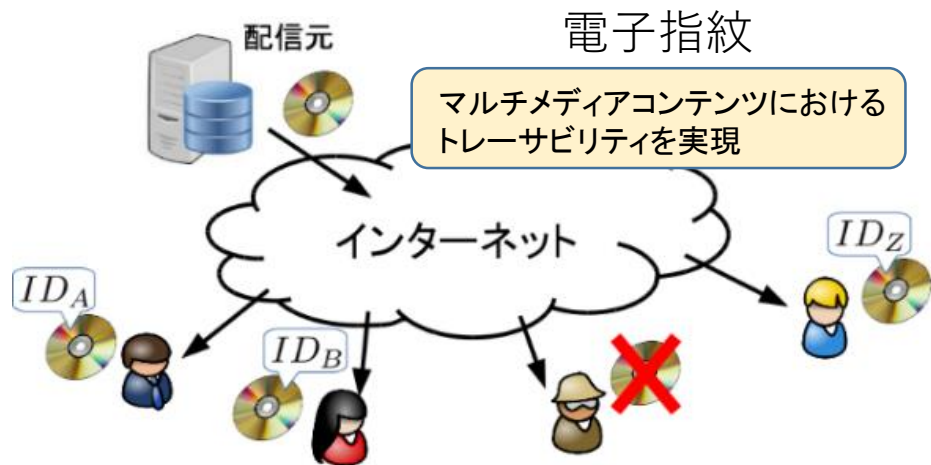 配信元
電子指紋
マルチメディアコンテンツにおける
トレーサビリティを実現
インターネット
ID_Z
ID_A
ID_B